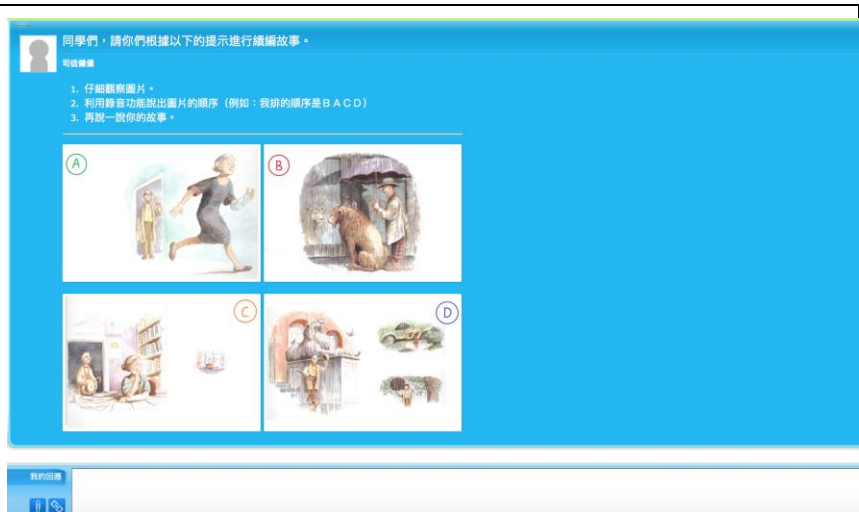 同學們，請你們根據以下的提示進行續編故事。
1. 仔細觀察圖片。
2. 利用錄音功能說出圖片的順序（例如：我排的順序是ＢＡＣＤ）
3. 再說一說你的故事。
A
B
C
D
我的回應